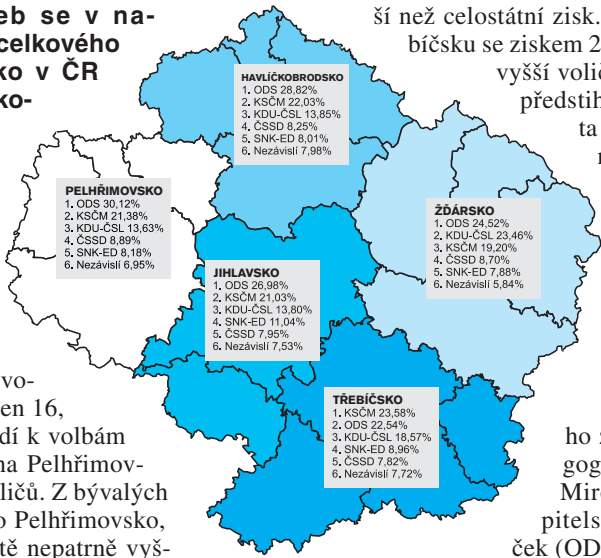 eb se v na-
celkového
ko v ČR
ko-
ší než celostátní zisk.
bíčsku se ziskem 2
vyšší volič
předstih
ta
HAVLÍČKOBRODSKO
1. ODS 28,82%
2. KSČM 22,03%
3. KDU-ČSL 13,85%
4. ČSSD 8,25%
5. SNK-ED 8,01%
6. Nezávislí 7,98%
PELHŘIMOVSKO
1. ODS 30,12%
2. KSČM 21,38%
3. KDU-ČSL 13,63%
4. ČSSD 8,89%
5. SNK-ED 8,18%
6. Nezávislí 6,95%
ŽĎÁRSKO
1. ODS 24,52%
2. KDU-ČSL 23,46%
3. KSČM 19,20%
4. ČSSD 8,70%
5. SNK-ED 7,88%
6. Nezávislí 5,84%
JIHLAVSKO
1. ODS 26,98%
2. KSČM 21,03%
3. KDU-ČSL 13,80%
4. SNK-ED 11,04%
5. ČSSD 7,95%
6. Nezávislí 7,53%
TŘEBÍČSKO
1. KSČM 23,58%
2. ODS 22,54%
3. KDU-ČSL 18,57%
4. SNK-ED 8,96%
5. ČSSD 7,82%
6. Nezávislí 7,72%
vo-
en 16,
dí k volbám
na Pelhřimov-
ličů. Z bývalých
o Pelhřimovsko,
tě nepatrně vyš-
ho z
gog
Miro
pitels
ček (OD